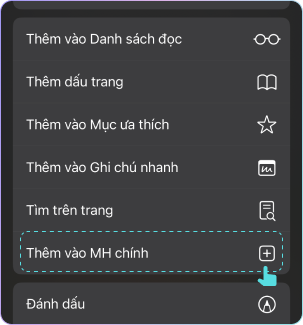 Thêm vào Danh sách đọc
Thêm dấu trang
Thêm vào Mục ưa thích
Thêm vào Ghi chú nhanh
Tìm trên trang
Thêm vào MH chính
Đánh dấu